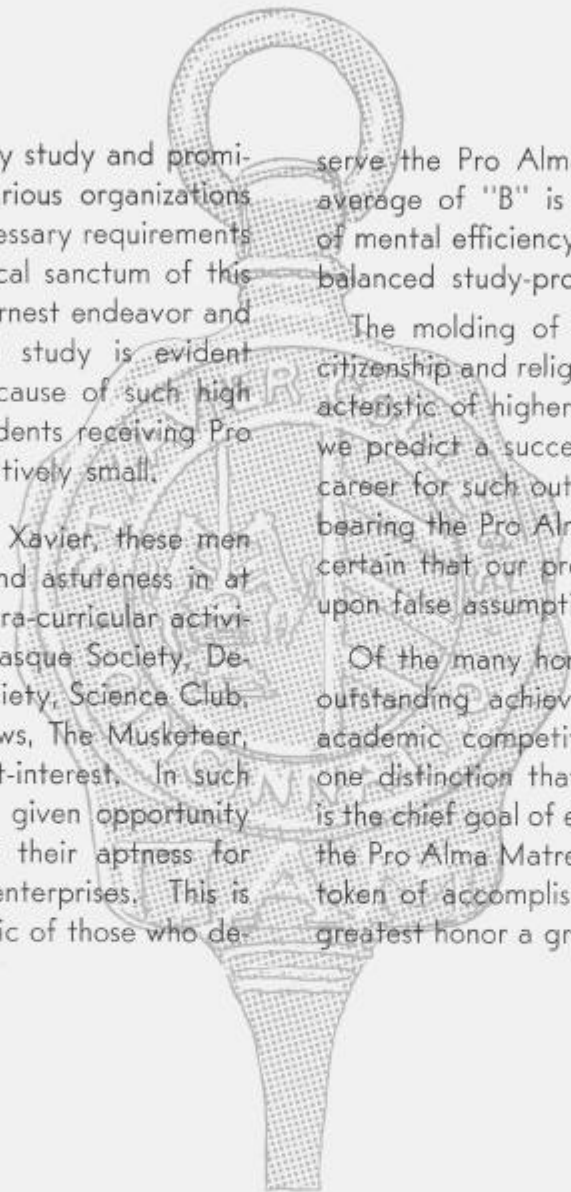 y study and promi-
rious organizations
essary requirements
cal sanctum of this
rnest endeavor and
study is evident
cause of such high
dents receiving Pro
tively small.
Xavier, these men
nd astuteness in at
ra-curricular activi-
asque Society, De-
iety, Science Club,
ws, The Musketeer,
t-interest. In such
given opportunity
their aptness for
enterprises. This is
ic of those who de-
serve the Pro Alm
average of "B" is
of mental efficiency
balanced study-pro
The molding of
citizenship and relig
acteristic of higher
we predict a succe
career for such out
bearing the Pro Alm
certain that our pre
upon false assumpti
Of the many hor
outstanding achiev
academic competit
one distinction that
is the chief goal of e
the Pro Alma Matre
token of accomplis
greatest honor a gr